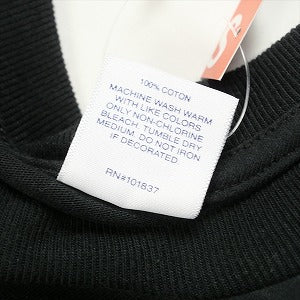 100% COTON
MACHINE WASH WARM
WITH LIKE COLORS
ONLY NON-CHLORINE
BLEACH. TUMBLE DRY
MEDIUM. DO NOT IRON
IF DECORATED
RN#101837